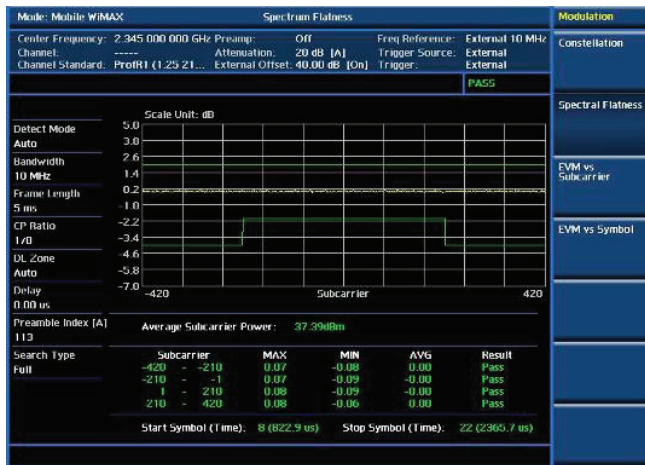 Mode: Mobile WiMAX Spectrum Flatness Modulation
Center Frequency: 2.345 000 000 GHz Preamp: Off Freq Reference: External 10 MHz
Channel: ----- Attenuation: 20 dB [A] Trigger Source: External
Channel Standard: ProfR1 (1.25 21... External Offset: 40.00 dB [On] Trigger: External
PASS
Constellation
Spectral Flatness
EVM vs Subcarrier
EVM vs Symbol
Detect Mode
Auto
Bandwidth
10 MHz
Frame Length
5 ms
CP Ratio
1/8
DL Zone
Auto
Delay
0.00 us
Preamble Index [A]
113
Search Type
Full
Scale Unit: dB
5.0
3.8
2.6
1.4
0.2
-1.0
-2.2
-3.4
-4.6
-5.8
-7.0
-420 Subcarrier 420
Average Subcarrier Power: 37.39dBm
Subcarrier MAX MIN AVG Result
-420 - -210 0.07 -0.08 0.00 Pass
-210 - -1 0.07 -0.09 0.00 Pass
1 - 210 0.08 -0.09 -0.00 Pass
210 - 420 0.08 -0.06 0.00 Pass
Start Symbol (Time): 8 (822.9 us) Stop Symbol (Time): 22 (2365.7 us)